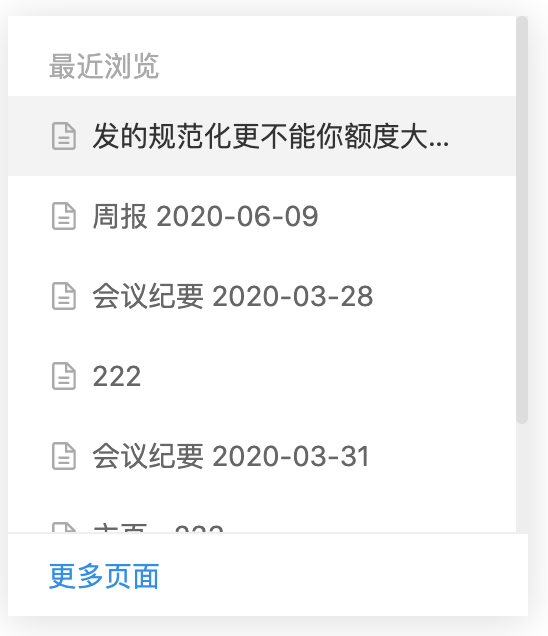 最近浏览
发的规范化更不能你额度大...
周报 2020-06-09
会议纪要 2020-03-28
222
会议纪要 2020-03-31
更多页面